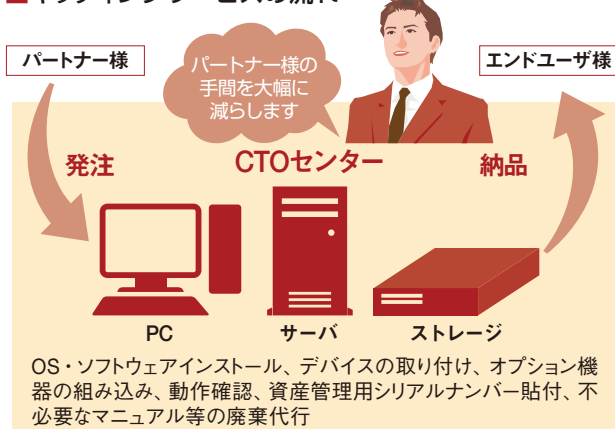 パートナー様
エンドユーザ様
パートナー様の
手間を大幅に
減らします
発注
CTOセンター
納品
PC
サーバ
ストレージ
OS・ソフトウェアインストール、デバイスの取り付け、オプション機
器の組み込み、動作確認、資産管理用シリアルナンバー貼付、不
必要なマニュアル等の廃棄代行